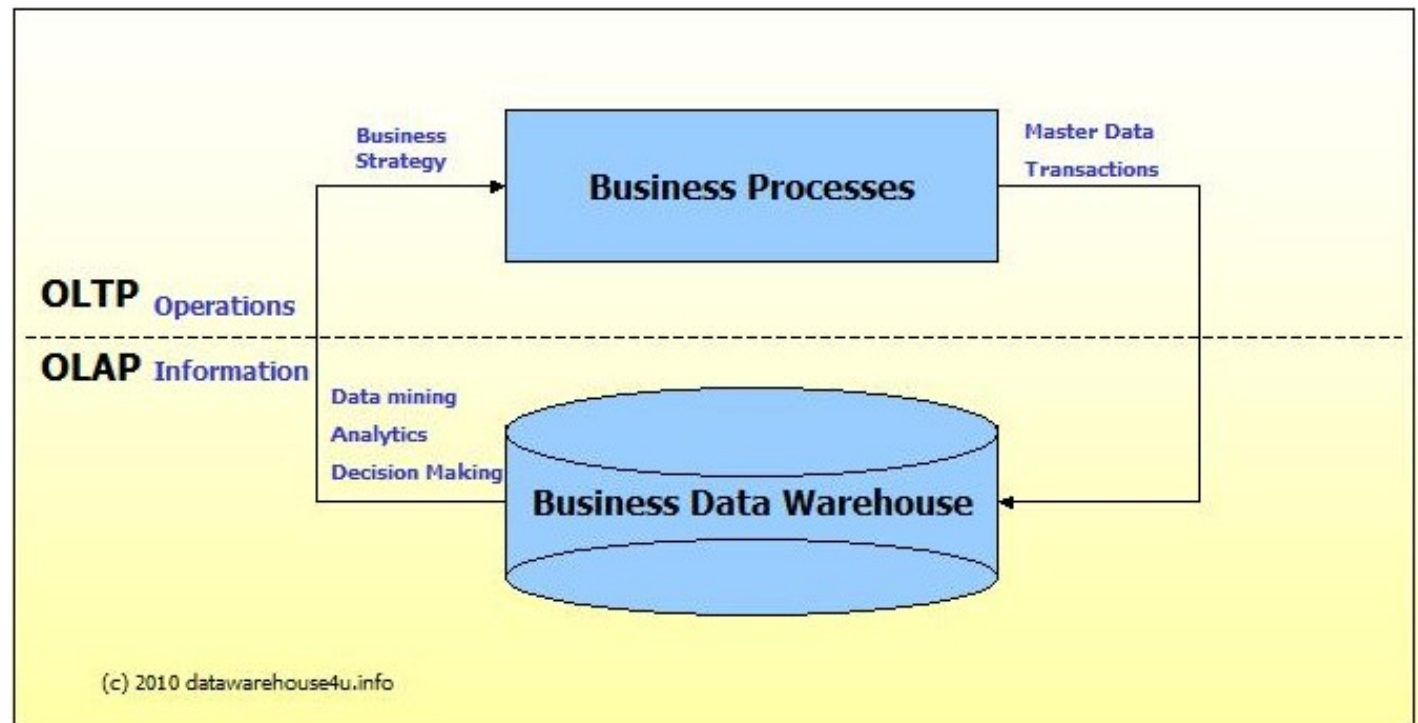 Business
Strategy
Business Processes
Master Data
Transactions
OLTP Operations
OLAP Information
Data mining
Analytics
Decision Making
Business Data Warehouse
(c) 2010 datawarehouse4u.info